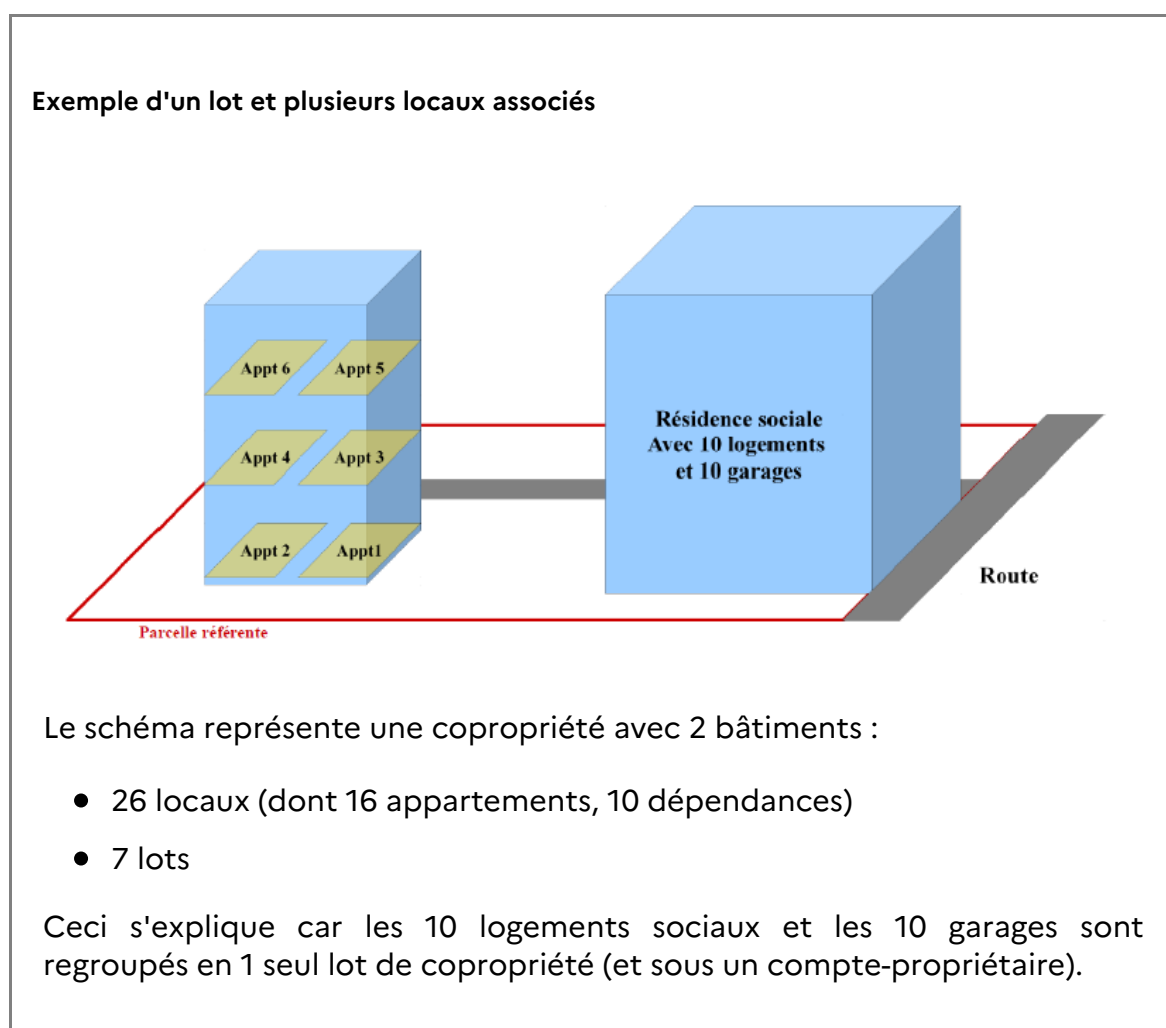 Exemple d'un lot et plusieurs locaux associés
Appt 6
Appt 5
Appt 4
Appt 3
Appt 2
Appt1
Résidence sociale
Avec 10 logements
et 10 garages
Route
Parcelle référente
Le schéma représente une copropriété avec 2 bâtiments :
● 26 locaux (dont 16 appartements, 10 dépendances)
● 7 lots
Ceci s'explique car les 10 logements sociaux et les 10 garages sont
regroupés en 1 seul lot de copropriété (et sous un compte-propriétaire).